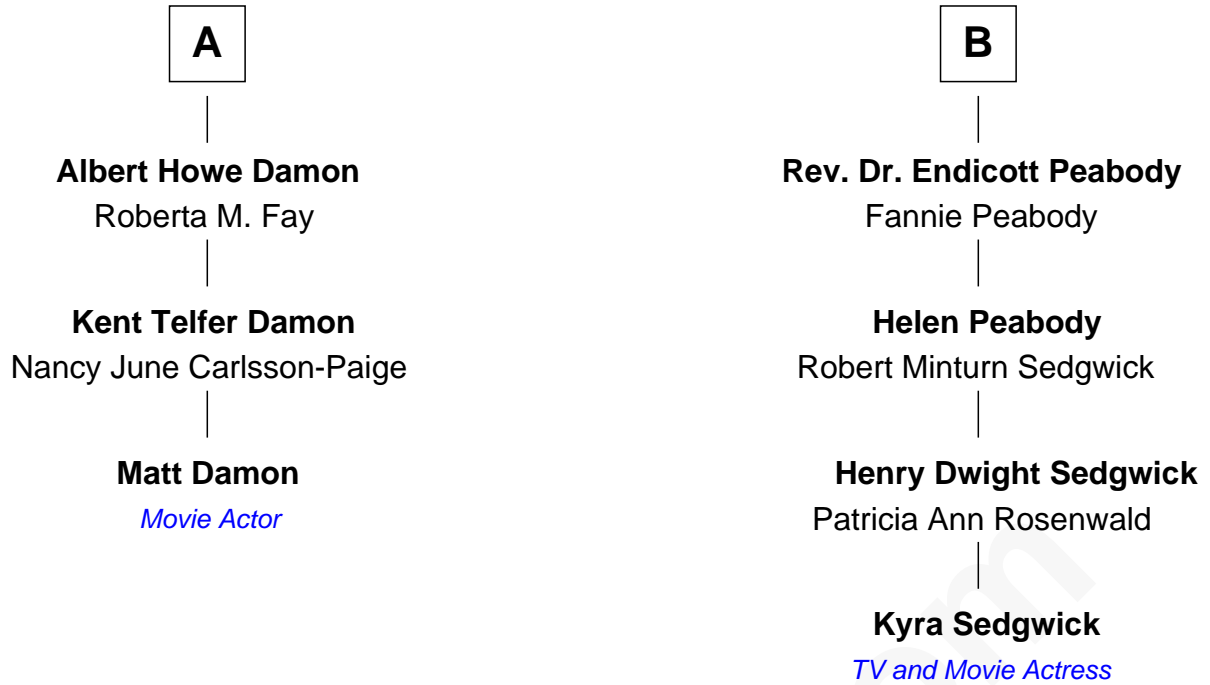 A
Albert Howe Damon
Roberta M. Fay
Kent Telfer Damon
Nancy June Carlsson-Paige
Matt Damon
Movie Actor
B
Rev. Dr. Endicott Peabody
Fannie Peabody
Helen Peabody
Robert Minturn Sedgwick
Henry Dwight Sedgwick
Patricia Ann Rosenwald
Kyra Sedgwick
TV and Movie Actress